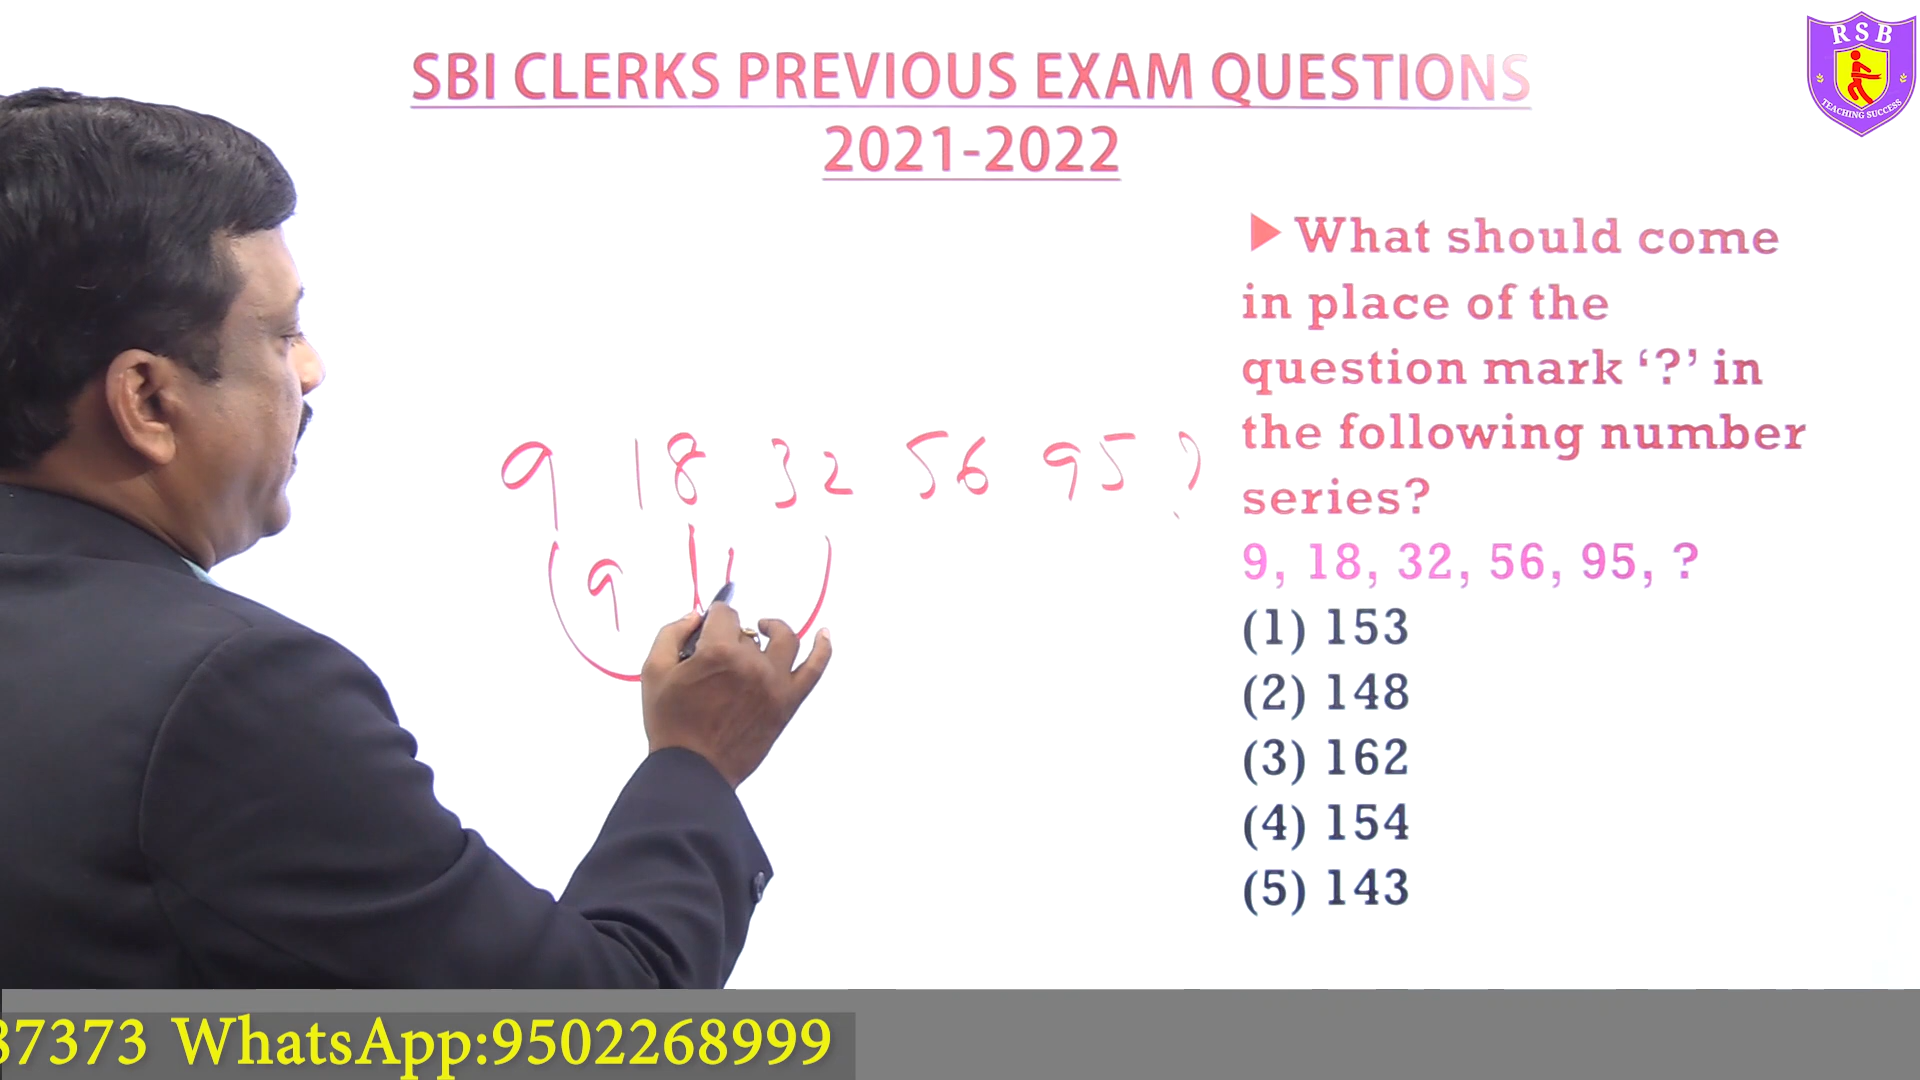 RSB
TEACHING SUCCESS
SBI CLERKS PREVIOUS EXAM QUESTIONS
2021-2022
▶ What should come
in place of the
question mark ‘?’ in
the following number
series?
9, 18, 32, 56, 95, ?
(1) 153
(2) 148
(3) 162
(4) 154
(5) 143
9 18 32 56 95 ?
9 1
87373 WhatsApp:9502268999